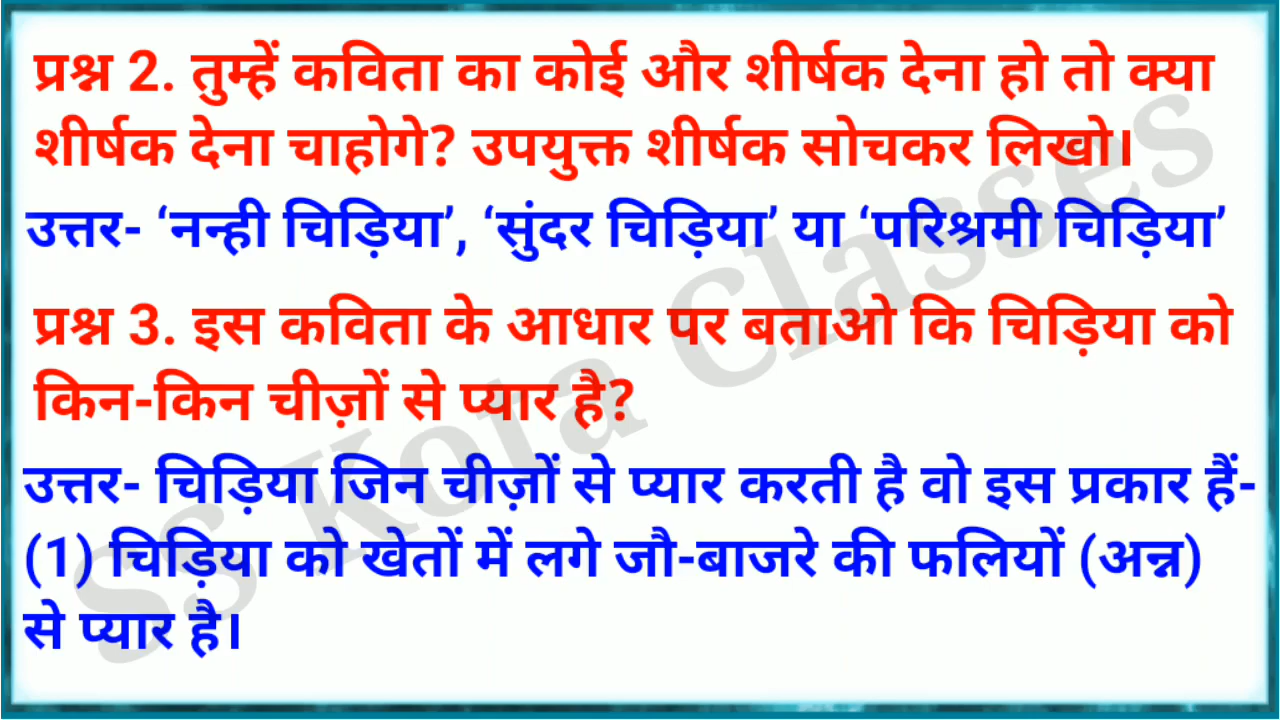 प्रश्न 2. तुम्हें कविता का कोई और शीर्षक देना हो तो क्या
शीर्षक देना चाहोगे? उपयुक्त शीर्षक सोचकर लिखो।
उत्तर- ‘नन्ही चिड़िया’, ‘सुंदर चिड़िया’ या ‘परिश्रमी चिड़िया’
प्रश्न 3. इस कविता के आधार पर बताओ कि चिड़िया को
किन-किन चीज़ों से प्यार है?
उत्तर- चिड़िया जिन चीज़ों से प्यार करती है वो इस प्रकार हैं-
(1) चिड़िया को खेतों में लगे जौ-बाजरे की फलियों (अन्न)
से प्यार है।
SS Kota Classes